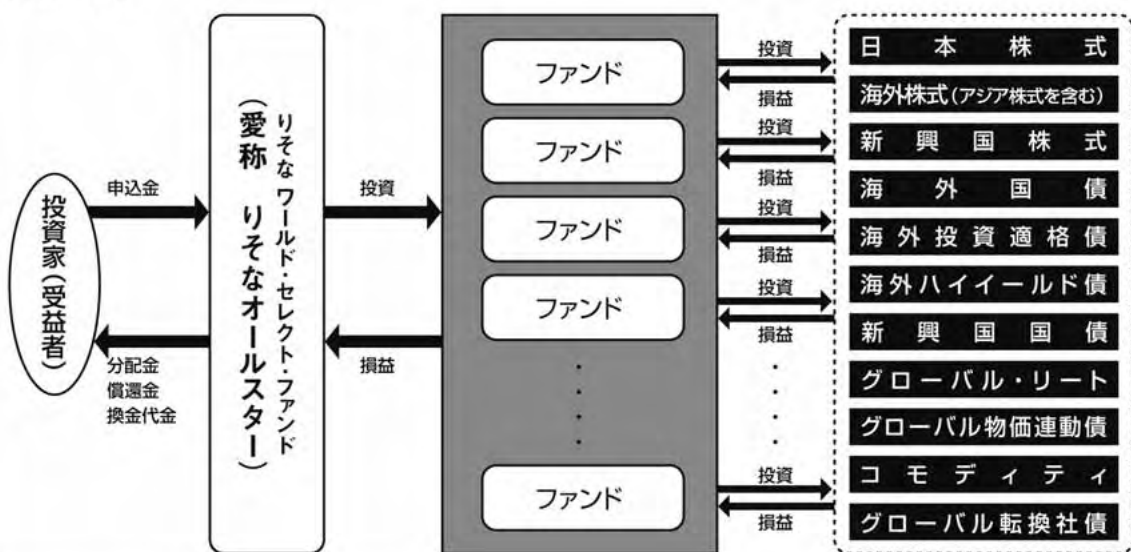 投資家(受益者)
申込金
分配金
償還金
換金代金
りそな ワールド・セレクト・ファンド
(愛称 りそなオールスター)
投資
損益
ファンド
ファンド
ファンド
ファンド
ファンド
投資
損益
投資
損益
投資
損益
投資
損益
投資
損益
日本株式
海外株式(アジア株式を含む)
新興国株式
海外国債
海外投資適格債
海外ハイイールド債
新興国国債
グローバル・リート
グローバル物価連動債
コモディティ
グローバル転換社債